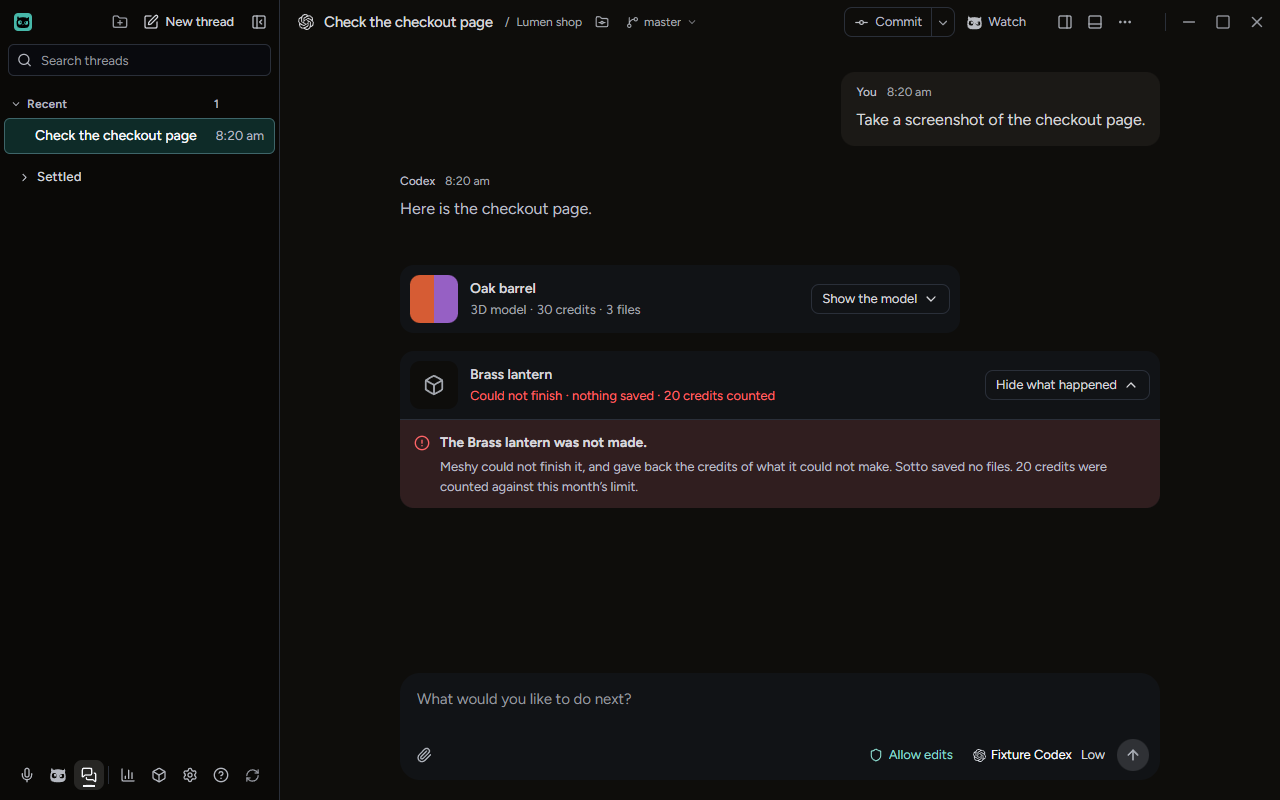 New thread
Search threads
Recent 1
Check the checkout page 8:20 am
Settled
Check the checkout page / Lumen shop master
Commit
Watch
You 8:20 am
Take a screenshot of the checkout page.
Codex 8:20 am
Here is the checkout page.
Oak barrel
3D model · 30 credits · 3 files
Show the model
Brass lantern
Could not finish · nothing saved · 20 credits counted
Hide what happened
The Brass lantern was not made.
Meshy could not finish it, and gave back the credits of what it could not make. Sotto saved no files. 20 credits were
counted against this month’s limit.
What would you like to do next?
Allow edits
Fixture Codex Low